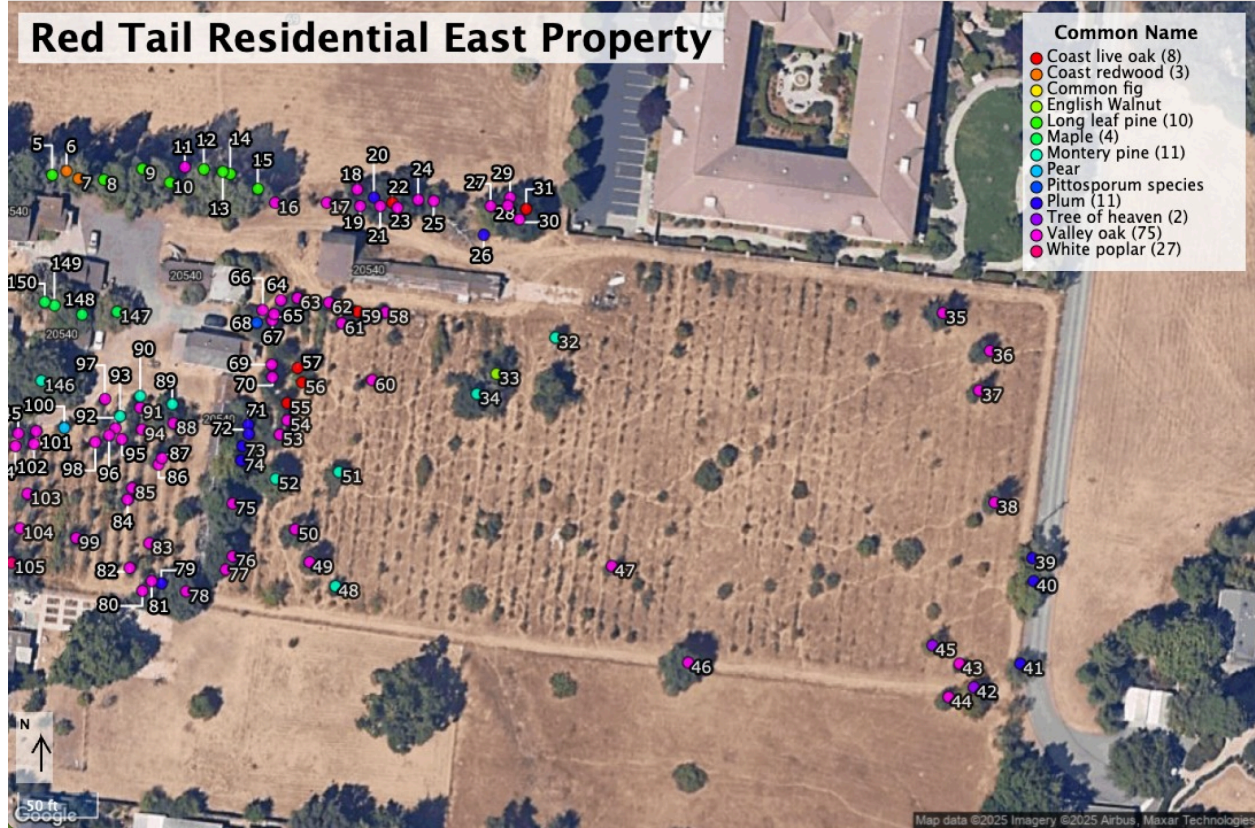 Red Tail Residential East Property
Common Name
Coast live oak (8)
Coast redwood (3)
Common fig
English Walnut
Long leaf pine (10)
Maple (4)
Montery pine (11)
Pear
Pittosporum species
Plum (11)
Tree of heaven (2)
Valley oak (75)
White poplar (27)
5 6 7 8 9 10 11 12 13 14 15 16
17 18 19 20 21 22 23 24 25 26 27 28 29 30 31
540
20540
20540
149
150 148 147
20540
66 64 63 62 65 59 58 61 68 67
32 35 36 37
33 34
69 70 57 56 60 55 54 53
90 97 93 89 146 100 92 91 88
45 101 102 94 95 98 96 87 86
20540
71 72 73 74
52 51
103 85 84 75
104 99 83 50 38
105 82 76 77 49 47 39
79 48 40
80 81 78
45 43 46 41
42 44
N
50 ft
Google
Map data ©2025 Imagery ©2025 Airbus, Maxar Technologies